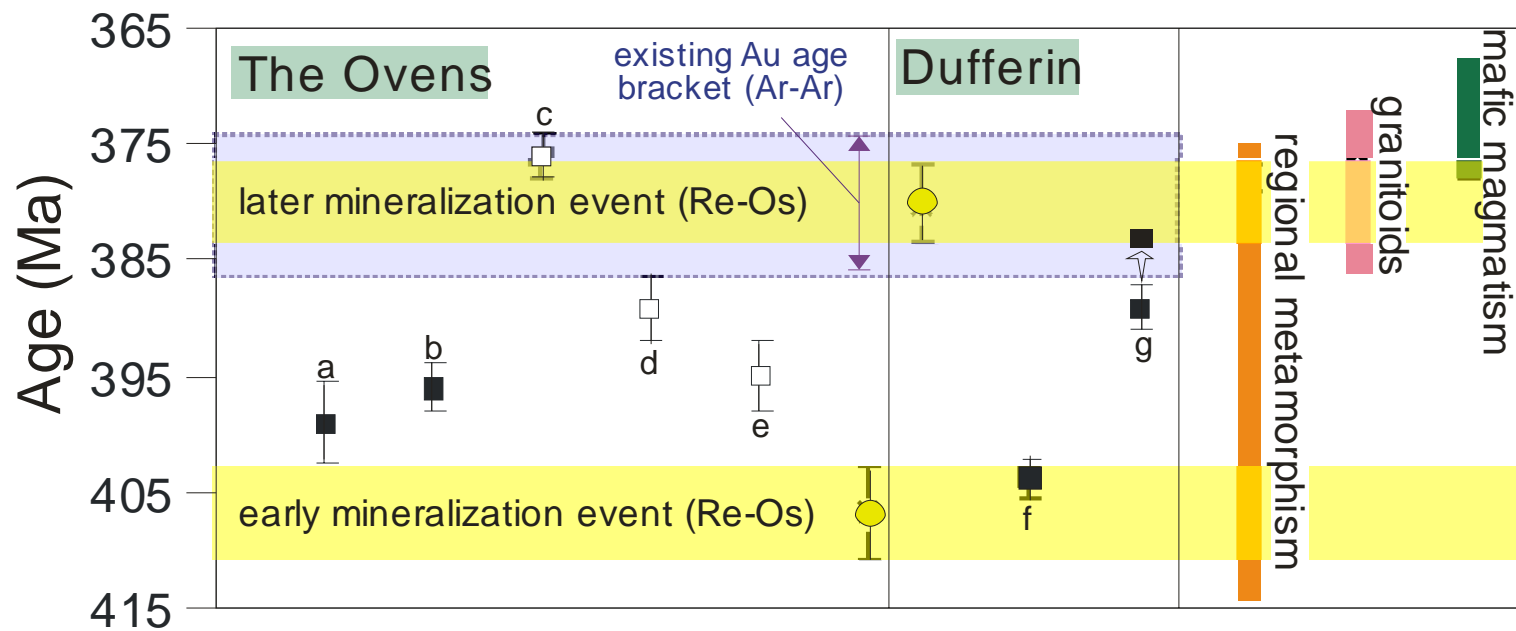 Age (Ma)
365
375
385
395
405
415
The Ovens
existing Au age
bracket (Ar-Ar)
Dufferin
c
later mineralization event (Re-Os)
a
b
d
e
g
early mineralization event (Re-Os)
f
regional metamorphism
granitoids
mafic magmatism